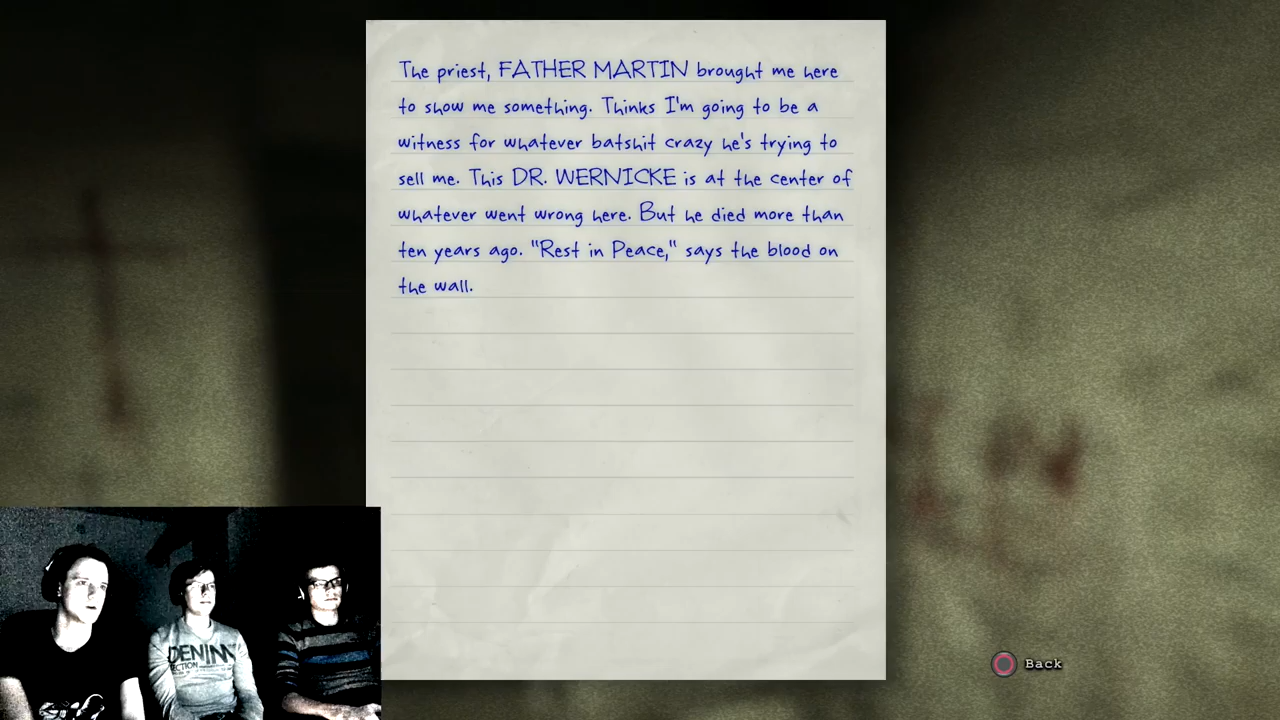 The priest, FATHER MARTIN brought me here
to show me something. Thinks I'm going to be a
witness for whatever batshit crazy he's trying to
sell me. This DR. WERNICKE is at the center of
whatever went wrong here. But he died more than
ten years ago. "Rest in Peace," says the blood on
the wall.
DENIM
ECTION
Back